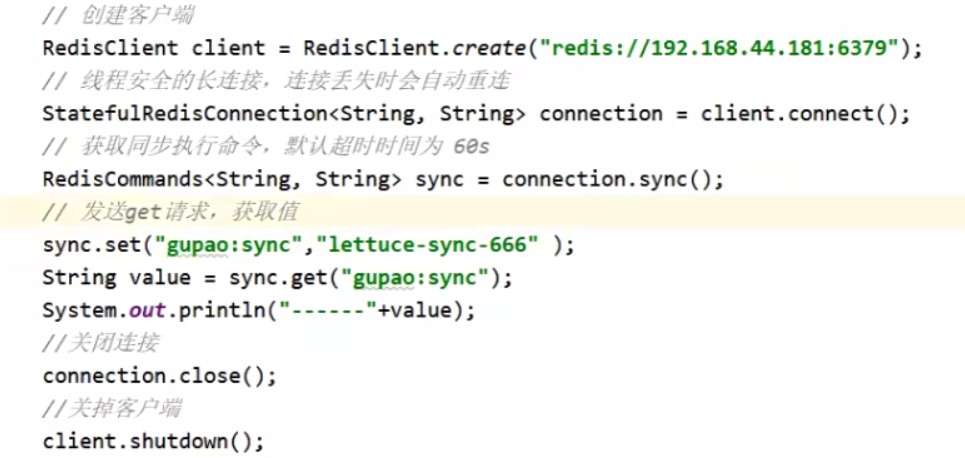 // 创建客户端
RedisClient client = RedisClient.create("redis://192.168.44.181:6379");
// 线程安全的长连接，连接丢失时会自动重连
StatefulRedisConnection<String, String> connection = client.connect();
// 获取同步执行命令，默认超时时间为 60s
RedisCommands<String, String> sync = connection.sync();
// 发送get请求，获取值
sync.set("gupao:sync","lettuce-sync-666" );
String value = sync.get("gupao:sync");
System.out.println("------"+value);
//关闭连接
connection.close();
//关掉客户端
client.shutdown();